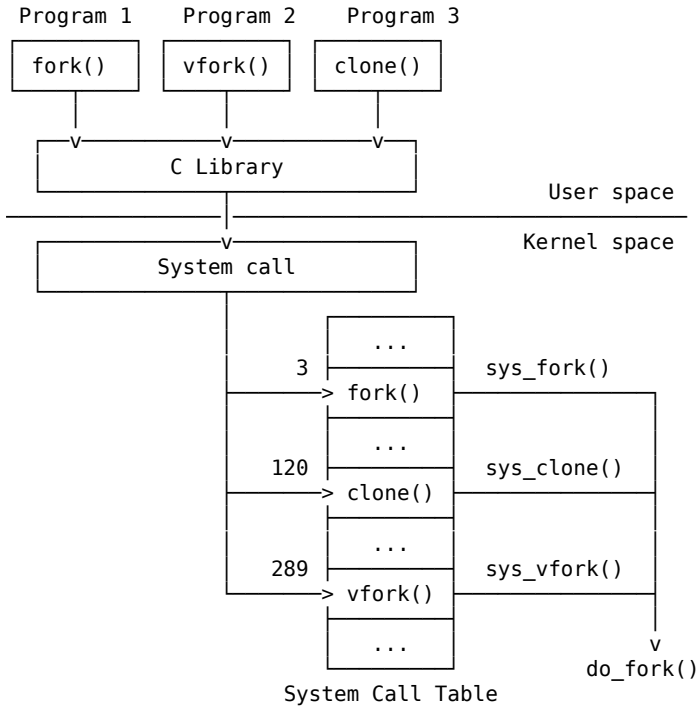 Program 1 Program 2 Program 3
fork() vfork() clone()
C Library
User space
Kernel space
System call
...
3 sys_fork()
fork()
...
120 sys_clone()
clone()
...
289 sys_vfork()
vfork()
...
do_fork()
System Call Table